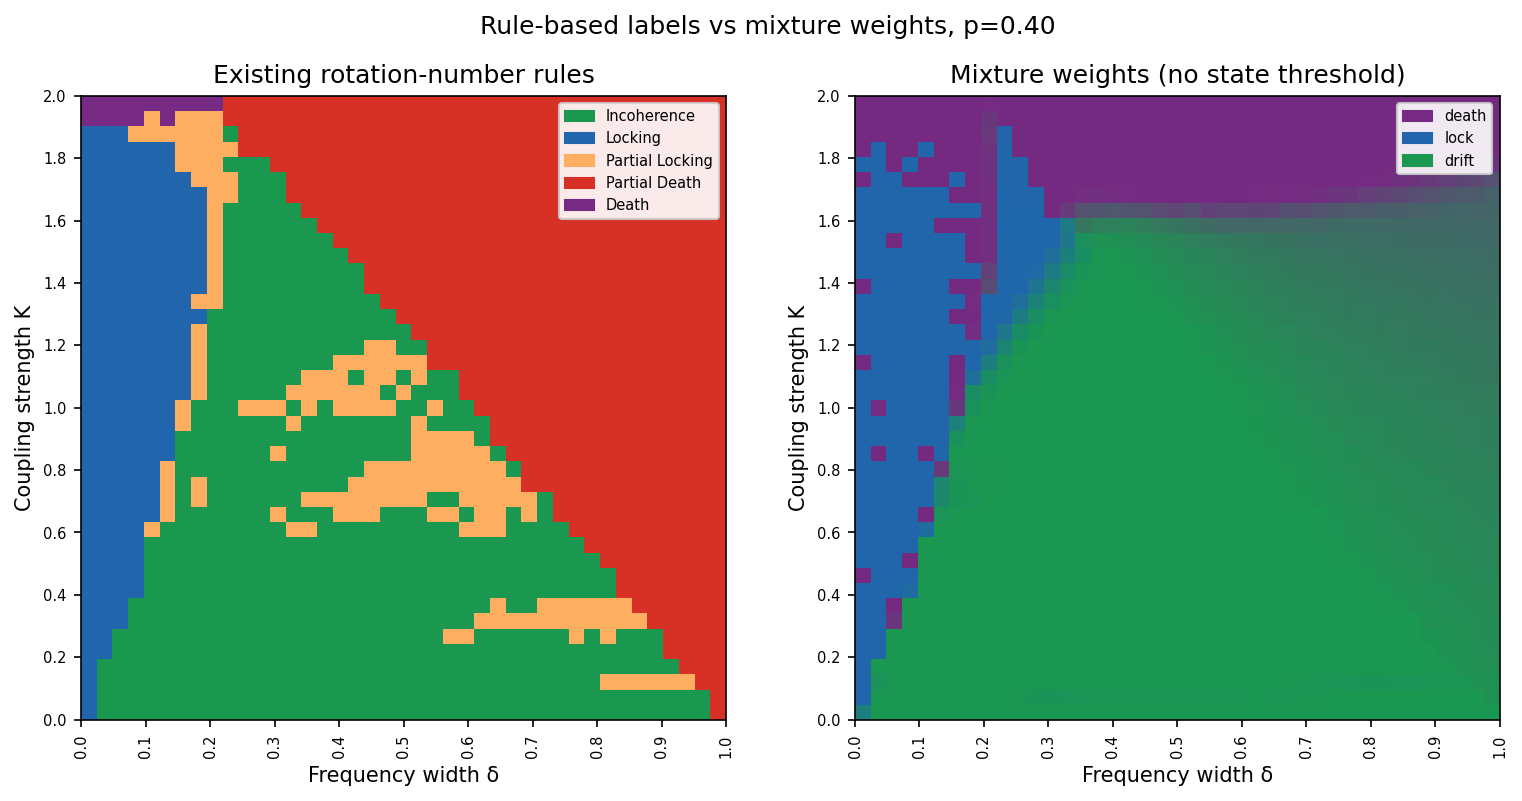 Rule-based labels vs mixture weights, p=0.40
Existing rotation-number rules
Mixture weights (no state threshold)
Coupling strength K
2.0
1.8
1.6
1.4
1.2
1.0
0.8
0.6
0.4
0.2
0.0
Incoherence
Locking
Partial Locking
Partial Death
Death
0.0 0.1 0.2 0.3 0.4 0.5 0.6 0.7 0.8 0.9 1.0
Frequency width δ
Coupling strength K
2.0
1.8
1.6
1.4
1.2
1.0
0.8
0.6
0.4
0.2
0.0
death
lock
drift
0.0 0.1 0.2 0.3 0.4 0.5 0.6 0.7 0.8 0.9 1.0
Frequency width δ